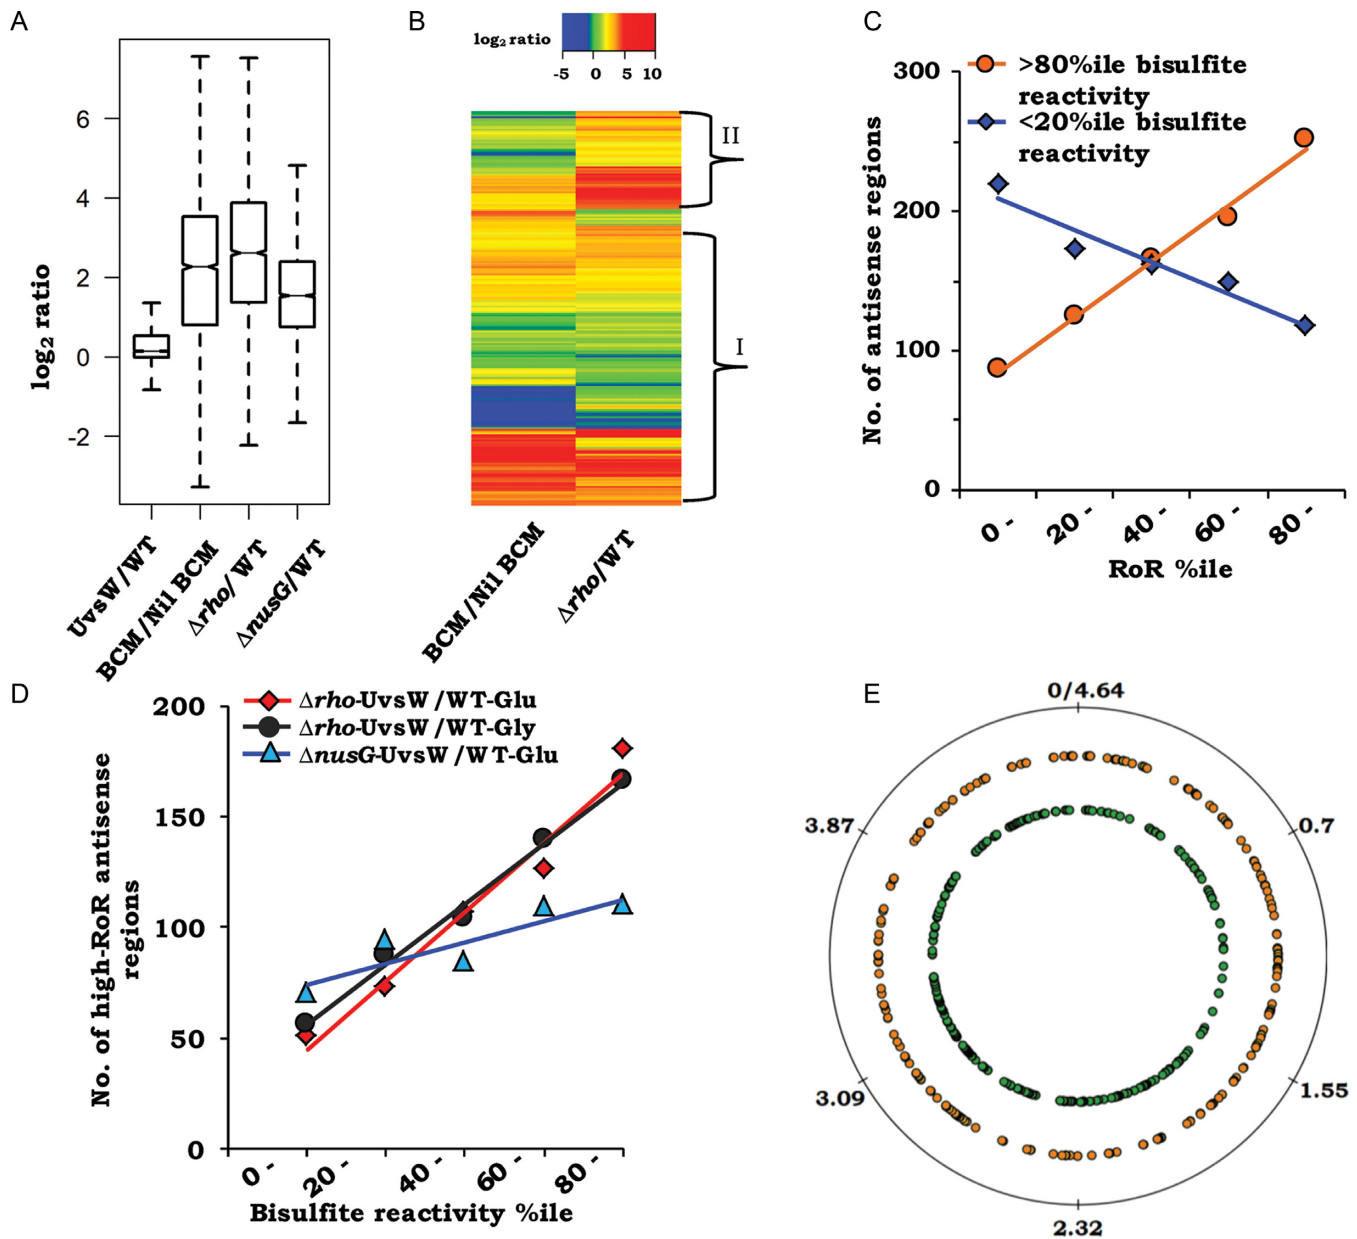 A
6
4
2
0
-2
log2 ratio
UvsW/WT
BCM/Nil BCM
Δrho/WT
ΔnusG/WT
B
log2 ratio
-5 0 5 10
II
I
BCM/Nil BCM
Δrho/WT
C
>80%ile bisulfite
reactivity
<20%ile bisulfite
reactivity
300
200
100
0
No. of antisense regions
0 -
20 -
40 -
60 -
80 -
RoR %ile
D
Δrho-UvsW/WT-Glu
Δrho-UvsW/WT-Gly
ΔnusG-UvsW/WT-Glu
200
150
100
50
0
No. of high-RoR antisense
regions
0 -
20 -
40 -
60 -
80 -
Bisulfite reactivity %ile
E
0/4.64
0.7
1.55
2.32
3.09
3.87